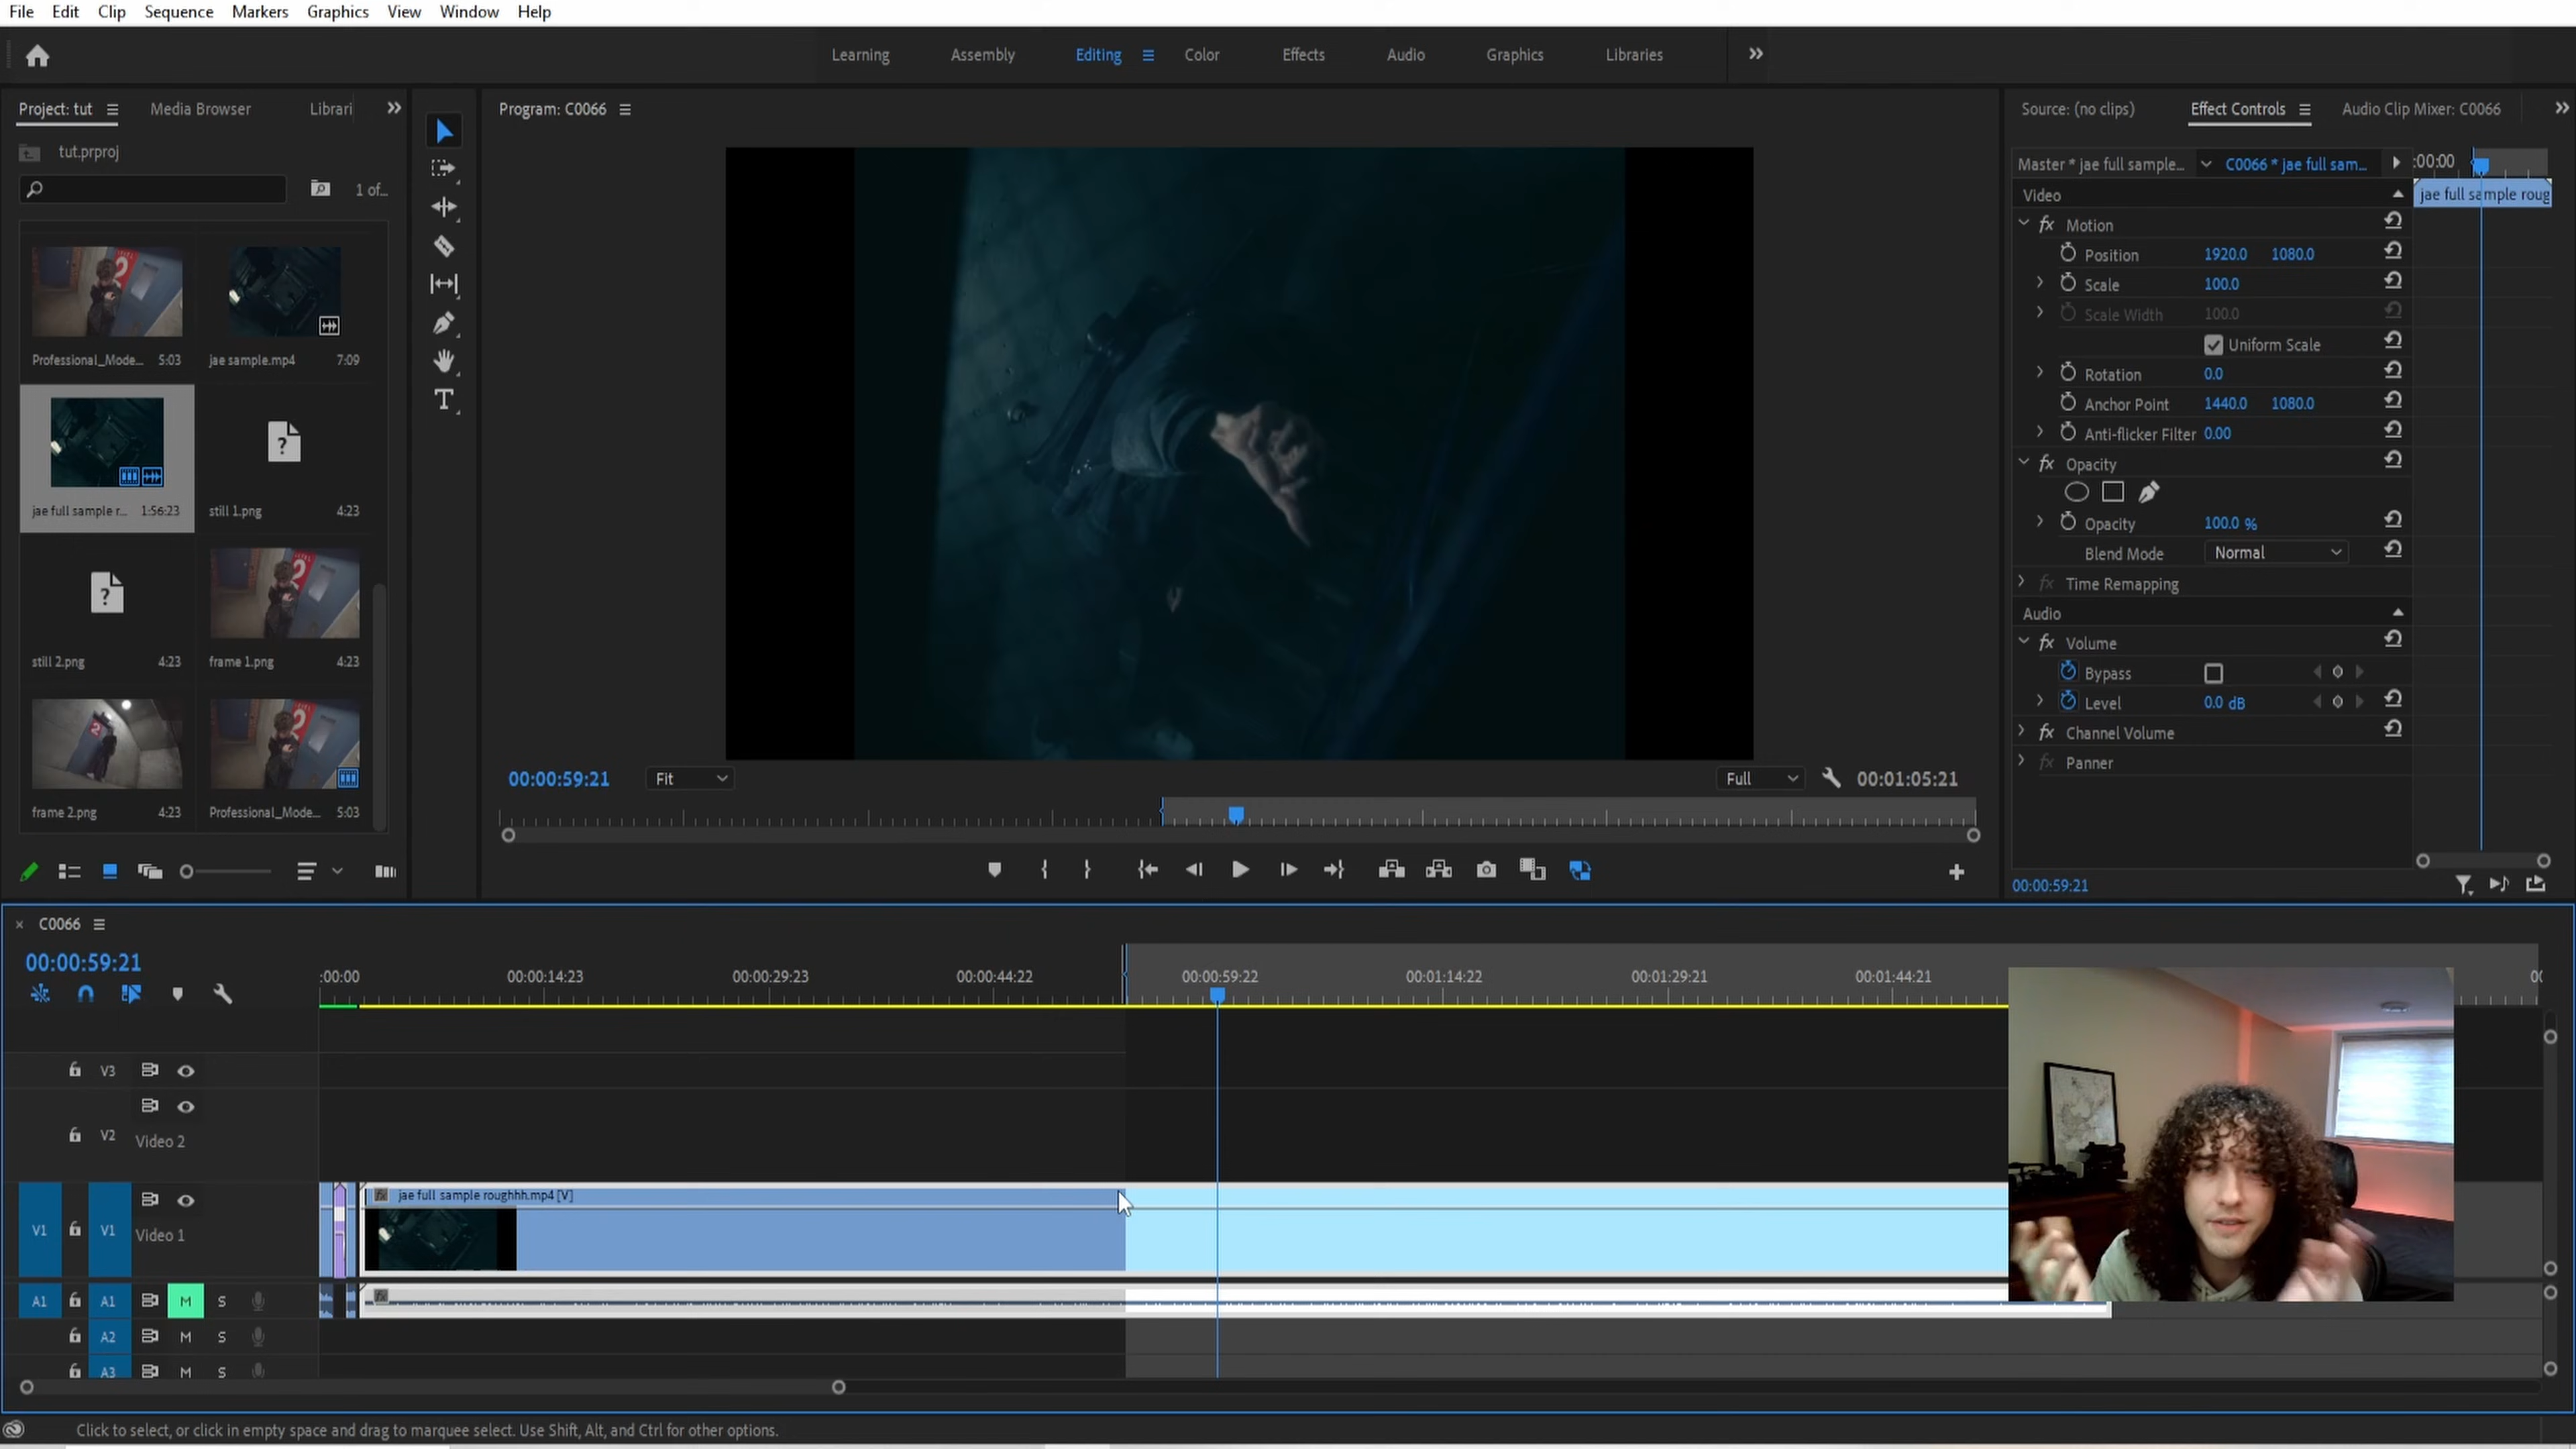 File Edit Clip Sequence Markers Graphics View Window Help
Learning Assembly Editing Color Effects Audio Graphics Libraries
Project: tut Media Browser Librari
tut.prproj
1 of...
Professional_Mode... 5:03 jae sample.mp4 7:09
jae full sample r... 1:56:23 still 1.png 4:23
still 2.png 4:23 frame 1.png 4:23
frame 2.png 4:23 Professional_Mode... 5:03
Program: C0066
00:00:59:21 Fit Full 00:01:05:21
Source: (no clips) Effect Controls Audio Clip Mixer: C0066
Master * jae full sample... C0066 * jae full sam... :00:00
Video jae full sample roug
fx Motion
Position 1920.0 1080.0
Scale 100.0
Scale Width 100.0
Uniform Scale
Rotation 0.0
Anchor Point 1440.0 1080.0
Anti-flicker Filter 0.00
fx Opacity
Opacity 100.0 %
Blend Mode Normal
fx Time Remapping
Audio
fx Volume
Bypass
Level 0.0 dB
fx Channel Volume
fx Panner
00:00:59:21
× C0066
00:00:59:21
:00:00 00:00:14:23 00:00:29:23 00:00:44:22 00:00:59:22 00:01:14:22 00:01:29:21 00:01:44:21 00
V3
V2 Video 2
fx jae full sample roughhh.mp4 [V]
V1 V1 Video 1
A1 A1 M S fx
A2 M S
A3 M S
Click to select, or click in empty space and drag to marquee select. Use Shift, Alt, and Ctrl for other options.